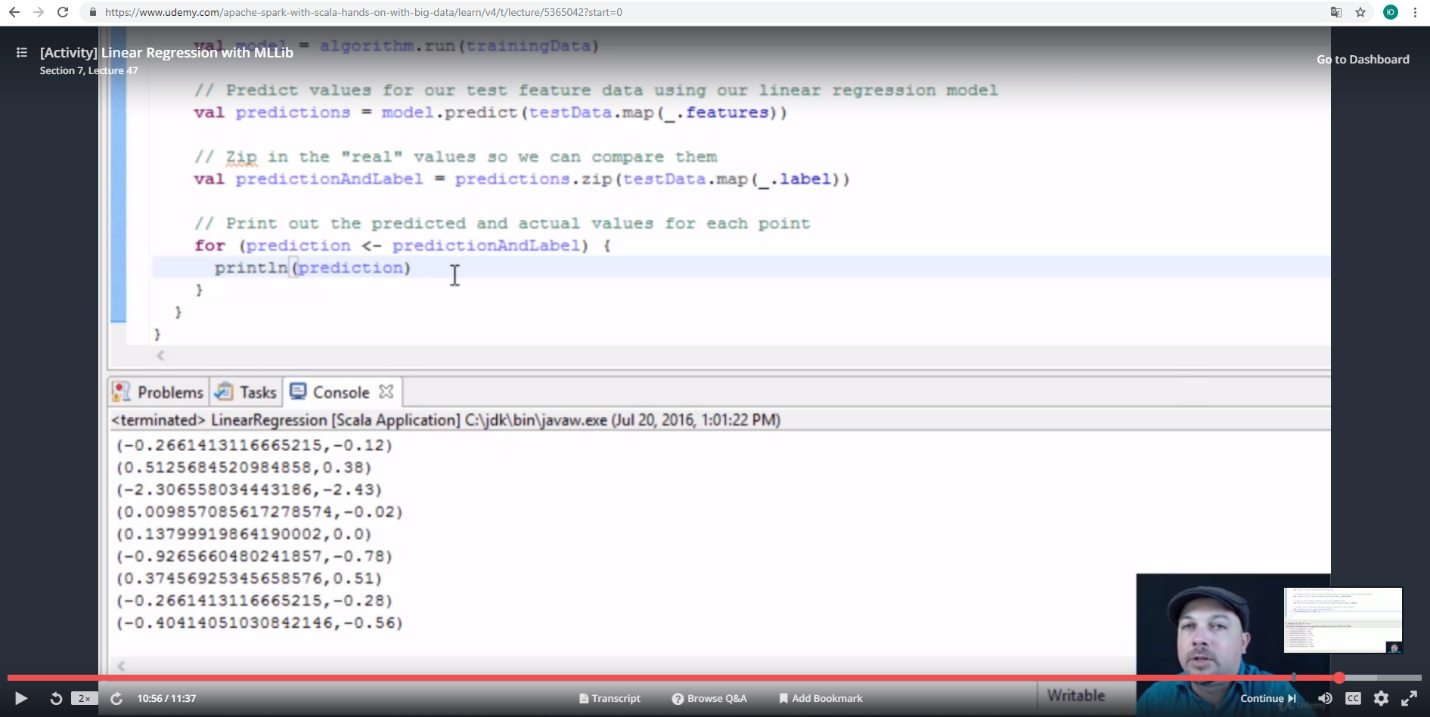 https://www.udemy.com/apache-spark-with-scala-hands-on-with-big-data/learn/v4/t/lecture/5365042?start=0
IO
[Activity] Linear Regression with MLLib
Section 7, Lecture 47
Go to Dashboard
val model = algorithm.run(trainingData)
// Predict values for our test feature data using our linear regression model
val predictions = model.predict(testData.map(_.features))
// Zip in the "real" values so we can compare them
val predictionAndLabel = predictions.zip(testData.map(_.label))
// Print out the predicted and actual values for each point
for (prediction <- predictionAndLabel) {
println(prediction)
}
}
}
Problems Tasks Console
<terminated> LinearRegression [Scala Application] C:\jdk\bin\javaw.exe (Jul 20, 2016, 1:01:22 PM)
(-0.2661413116665215,-0.12)
(0.5125684520984858,0.38)
(-2.306558034443186,-2.43)
(0.009857085617278574,-0.02)
(0.13799919864190002,0.0)
(-0.9265660480241857,-0.78)
(0.37456925345658576,0.51)
(-0.2661413116665215,-0.28)
(-0.40414051030842146,-0.56)
Writable
2x 10:56 / 11:37 Transcript Browse Q&A Add Bookmark Continue CC